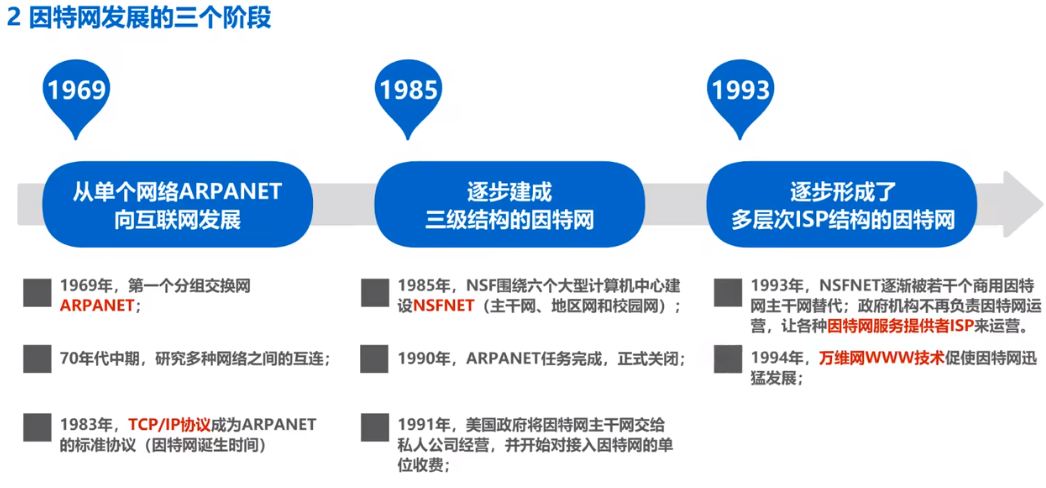 2 因特网发展的三个阶段
1969
1985
1993
从单个网络ARPANET
向互联网发展
逐步建成
三级结构的因特网
逐步形成了
多层次ISP结构的因特网
1969年，第一个分组交换网
ARPANET；
70年代中期，研究多种网络之间的互连；
1983年，TCP/IP协议成为ARPANET
的标准协议（因特网诞生时间）
1985年，NSF围绕六个大型计算机中心建
设NSFNET（主干网、地区网和校园网）；
1990年，ARPANET任务完成，正式关闭；
1991年，美国政府将因特网主干网交给
私人公司经营，并开始对接入因特网的单
位收费；
1993年，NSFNET逐渐被若干个商用因特
网主干网替代；政府机构不再负责因特网运
营，让各种因特网服务提供者ISP来运营。
1994年，万维网WWW技术促使因特网迅
猛发展；